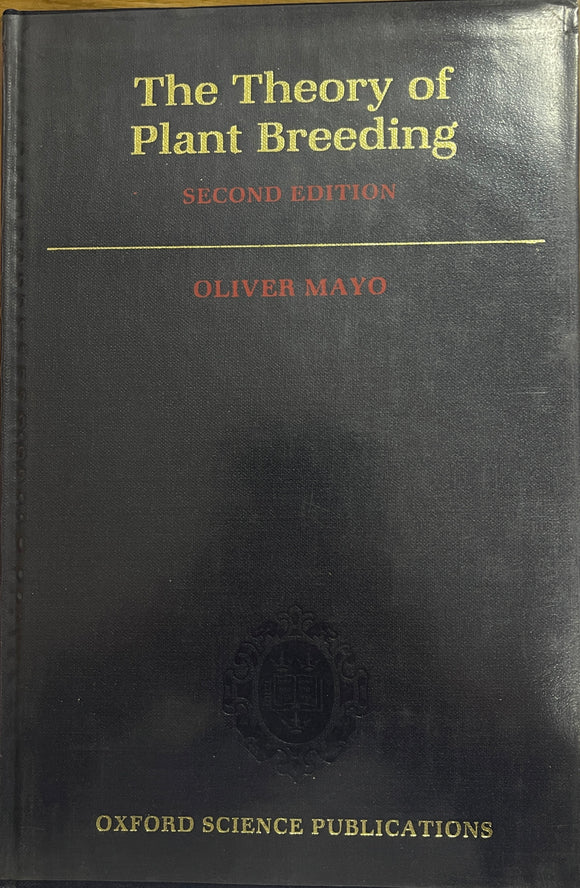 The Theory of
Plant Breeding
SECOND EDITION
OLIVER MAYO
OXFORD SCIENCE PUBLICATIONS